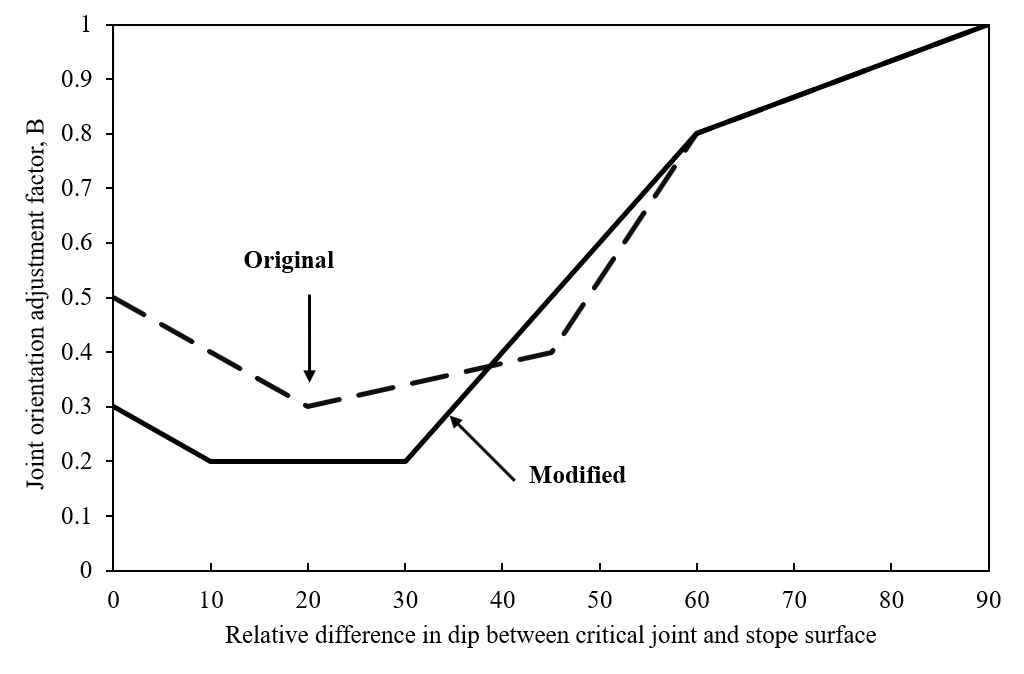 1
0.9
0.8
0.7
0.6
0.5
0.4
0.3
0.2
0.1
0
Joint orientation adjustment factor, B
Original
Modified
0 10 20 30 40 50 60 70 80 90
Relative difference in dip between critical joint and stope surface